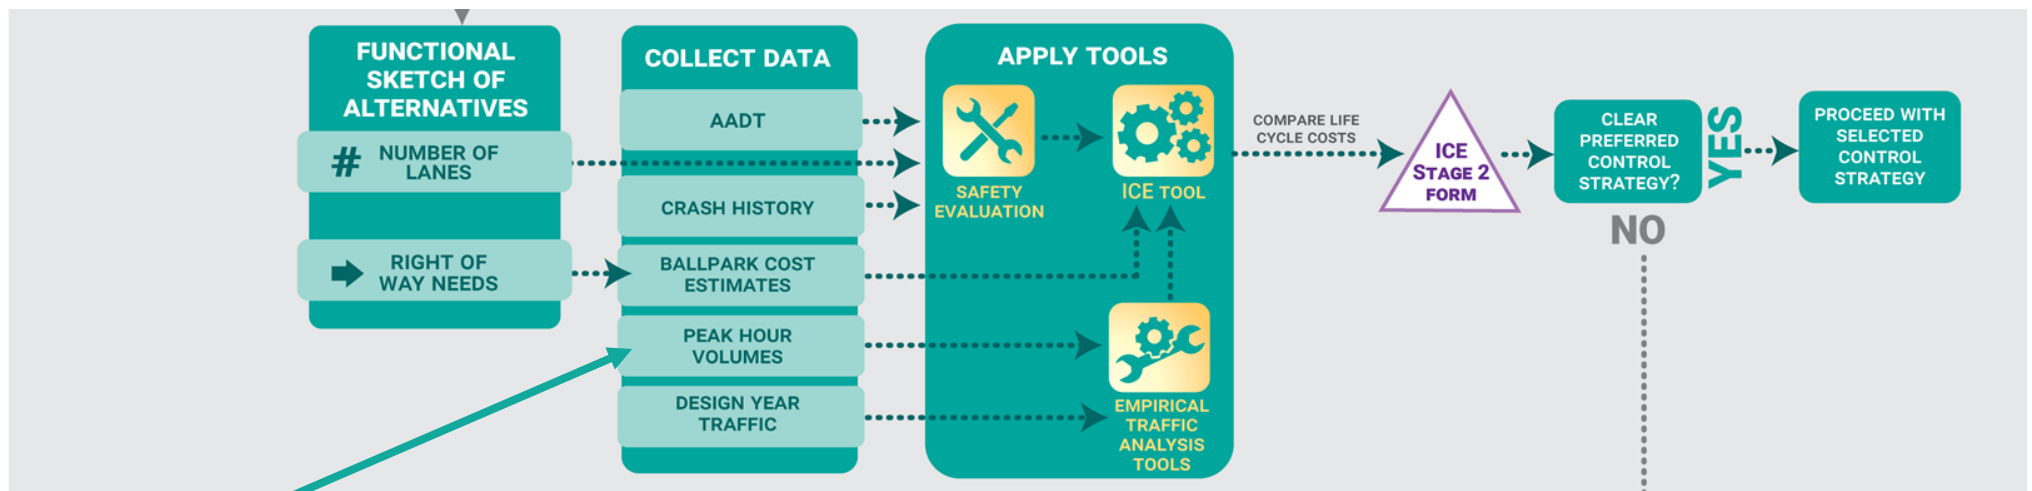 FUNCTIONAL
SKETCH OF
ALTERNATIVES
# NUMBER OF
LANES
RIGHT OF
WAY NEEDS
COLLECT DATA
AADT
CRASH HISTORY
BALLPARK COST
ESTIMATES
PEAK HOUR
VOLUMES
DESIGN YEAR
TRAFFIC
APPLY TOOLS
SAFETY
EVALUATION
ICE TOOL
EMPIRICAL
TRAFFIC
ANALYSIS
TOOLS
COMPARE LIFE
CYCLE COSTS
ICE
STAGE 2
FORM
CLEAR
PREFERRED
CONTROL
STRATEGY?
YES
NO
PROCEED WITH
SELECTED
CONTROL
STRATEGY